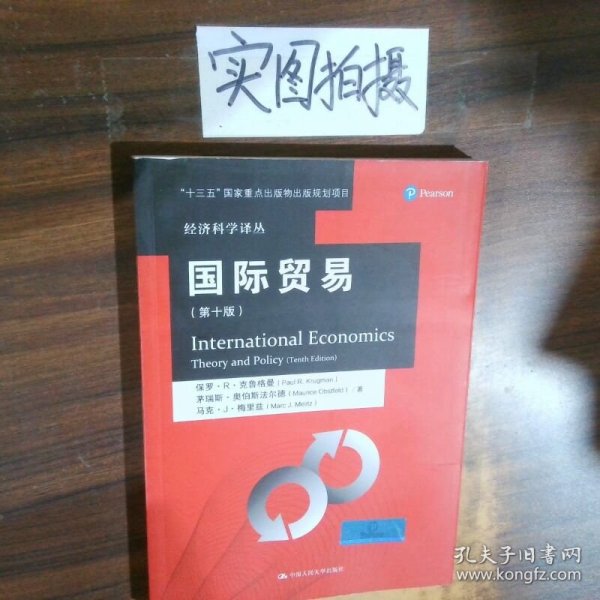 实图拍摄
“十三五”国家重点出版物出版规划项目
Pearson
经济科学译丛
国际贸易
(第十版)
International Economics
Theory and Policy (Tenth Edition)
保罗·R·克鲁格曼(Paul R. Krugman)
茅瑞斯·奥伯斯法尔德(Maurice Obstfeld) 著
马克·J·梅里兹(Marc J. Melitz)
中国人民大学出版社
孔夫子旧书网
www.kongfz.com